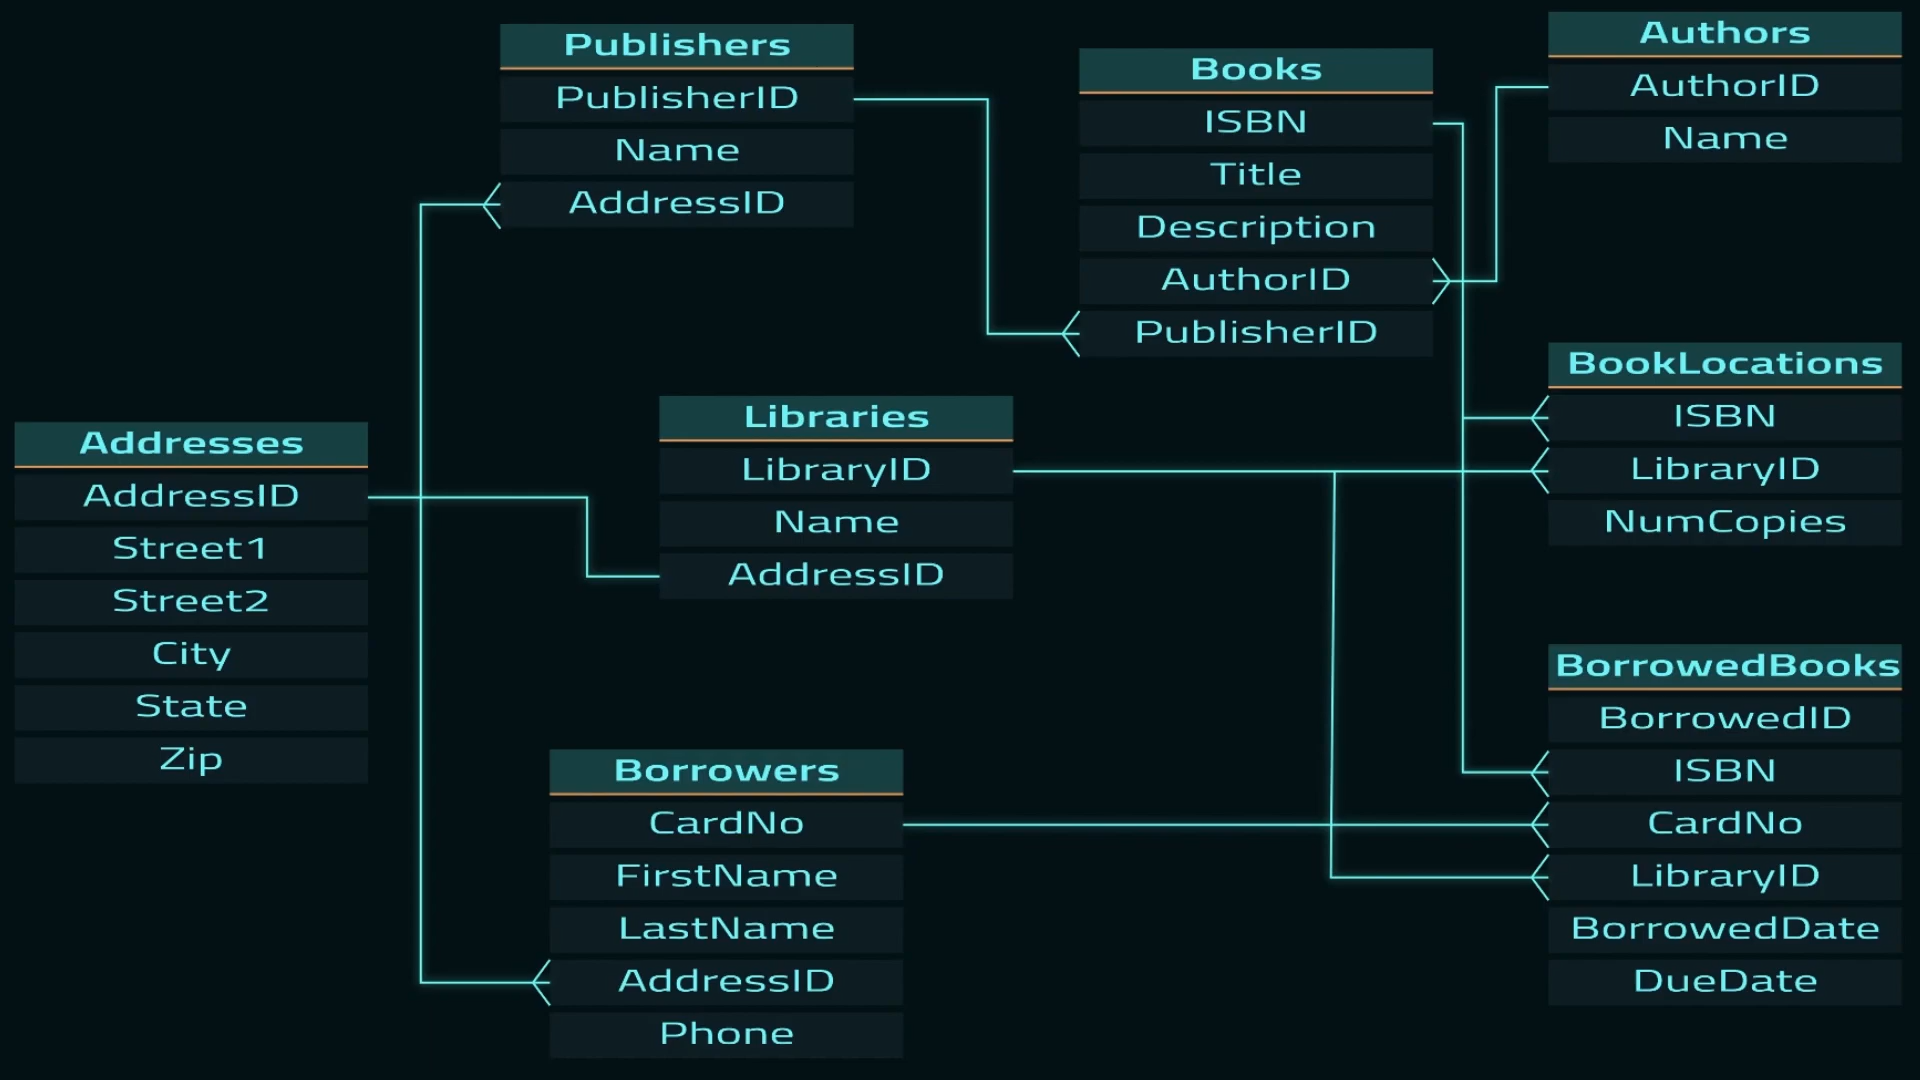 Publishers
PublisherID
Name
AddressID
Books
ISBN
Title
Description
AuthorID
PublisherID
Authors
AuthorID
Name
Addresses
AddressID
Street1
Street2
City
State
Zip
Libraries
LibraryID
Name
AddressID
BookLocations
ISBN
LibraryID
NumCopies
Borrowers
CardNo
FirstName
LastName
AddressID
Phone
BorrowedBooks
BorrowedID
ISBN
CardNo
LibraryID
BorrowedDate
DueDate